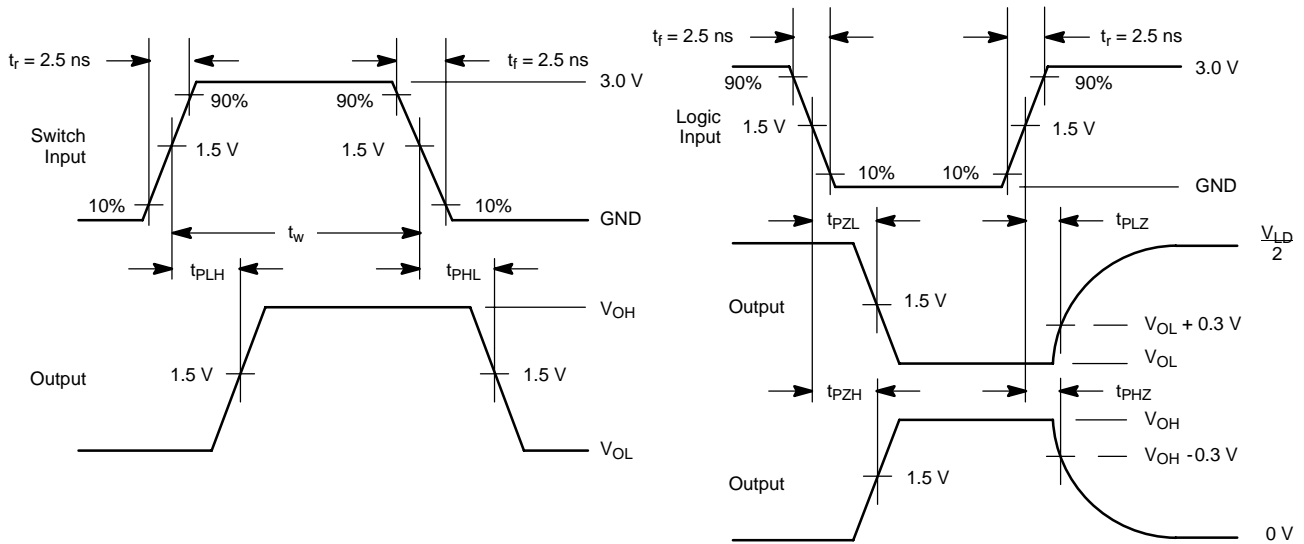 tr = 2.5 ns
tf = 2.5 ns
3.0 V
90%
90%
Switch
Input
1.5 V
1.5 V
10%
10%
GND
tw
tPLH
tPHL
VOH
Output
1.5 V
1.5 V
VOL
tf = 2.5 ns
tr = 2.5 ns
3.0 V
90%
90%
Logic
Input
1.5 V
1.5 V
10%
10%
GND
tPZL
tPLZ
VLD
2
Output
1.5 V
VOL + 0.3 V
VOL
tPZH
tPHZ
VOH
VOH -0.3 V
Output
1.5 V
0 V